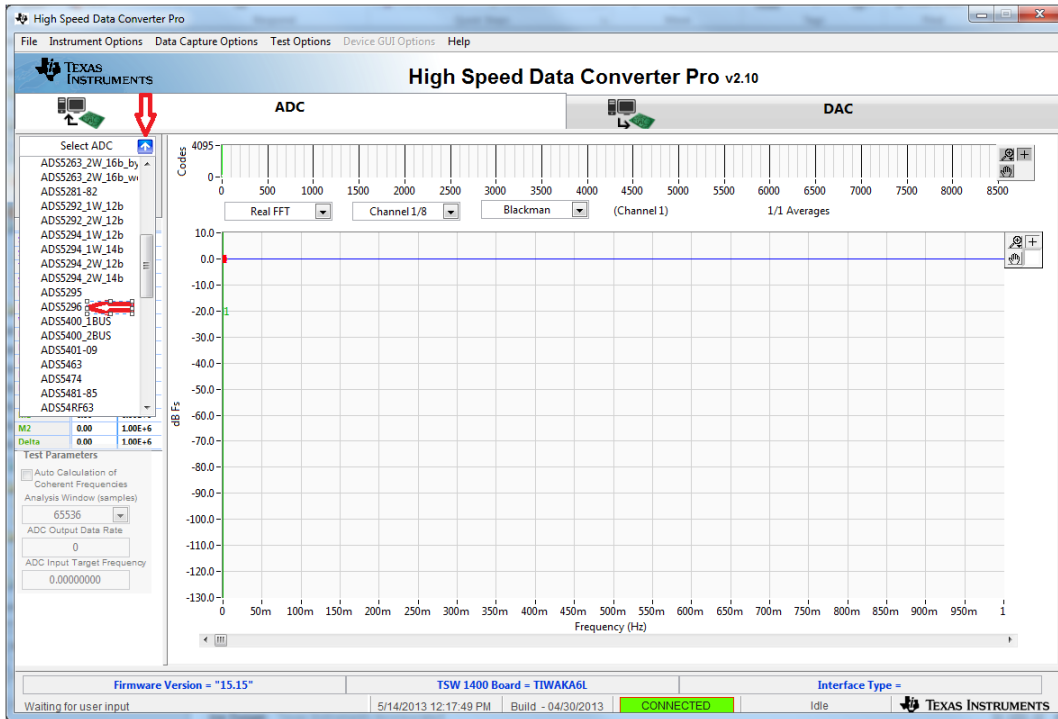 High Speed Data Converter Pro
File Instrument Options Data Capture Options Test Options Device GUI Options Help
TEXAS
INSTRUMENTS
High Speed Data Converter Pro v2.10
ADC
DAC
Select ADC
ADS5263_2W_16b_by
ADS5263_2W_16b_w
ADS5281-82
ADS5292_1W_12b
ADS5292_2W_12b
ADS5294_1W_12b
ADS5294_1W_14b
ADS5294_2W_12b
ADS5294_2W_14b
ADS5295
ADS5296
ADS5400_1BUS
ADS5400_2BUS
ADS5401-09
ADS5463
ADS5474
ADS5481-85
ADS54RF63
M2 0.00 1.00E+6
Delta 0.00 1.00E+6
Test Parameters
Auto Calculation of
Coherent Frequencies
Analysis Window (samples)
65536
ADC Output Data Rate
0
ADC Input Target Frequency
0.00000000
Codes
4095
0
0 500 1000 1500 2000 2500 3000 3500 4000 4500 5000 5500 6000 6500 7000 7500 8000 8500
Real FFT Channel 1/8 Blackman (Channel 1) 1/1 Averages
10.0
0.0
-10.0
-20.0
1
-30.0
-40.0
-50.0
-60.0
-70.0
-80.0
-90.0
-100.0
-110.0
-120.0
-130.0
dB Fs
0 50m 100m 150m 200m 250m 300m 350m 400m 450m 500m 550m 600m 650m 700m 750m 800m 850m 900m 950m 1
Frequency (Hz)
Firmware Version = "15.15" TSW 1400 Board = TIWAKA6L Interface Type =
Waiting for user input 5/14/2013 12:17:49 PM Build - 04/30/2013 CONNECTED Idle TEXAS INSTRUMENTS